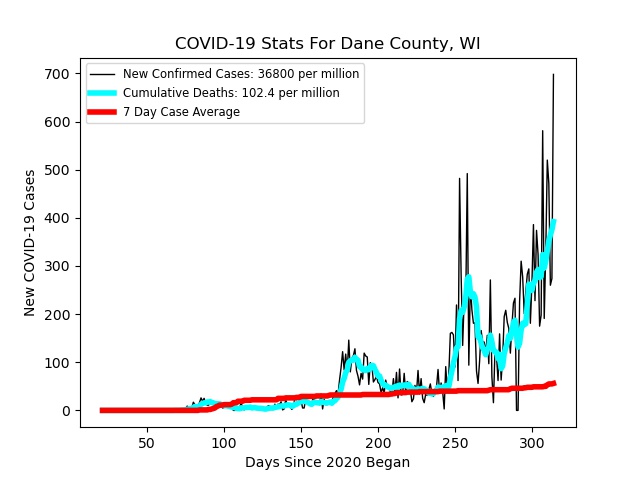 COVID-19 Stats For Dane County, WI
New Confirmed Cases: 36800 per million
Cumulative Deaths: 102.4 per million
7 Day Case Average
New COVID-19 Cases
700
600
500
400
300
200
100
0
50 100 150 200 250 300
Days Since 2020 Began